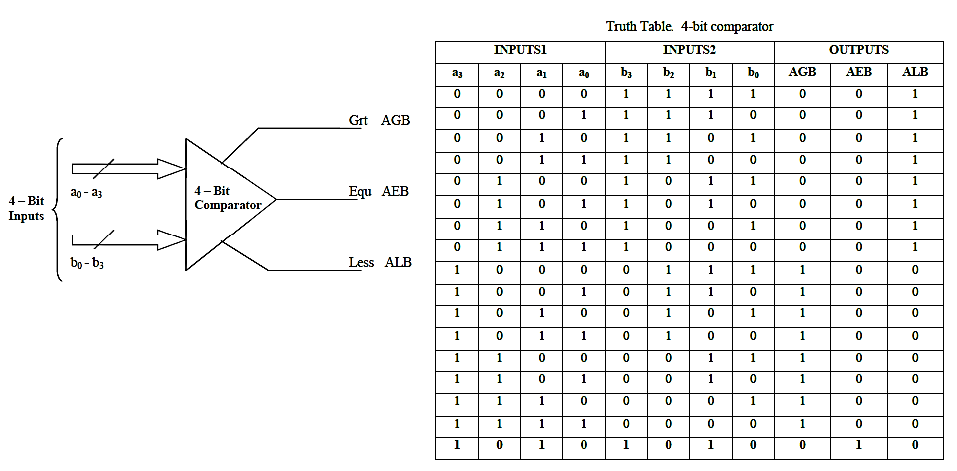 Truth Table. 4-bit comparator
INPUTS1 INPUTS2 OUTPUTS
a₃ a₂ a₁ a₀ b₃ b₂ b₁ b₀ AGB AEB ALB
0 0 0 0 1 1 1 1 0 0 1
0 0 0 1 1 1 1 0 0 0 1
0 0 1 0 1 1 0 1 0 0 1
0 0 1 1 1 1 0 0 0 0 1
0 1 0 0 1 0 1 1 0 0 1
0 1 0 1 1 0 1 0 0 0 1
0 1 1 0 1 0 0 1 0 0 1
0 1 1 1 1 0 0 0 0 0 1
1 0 0 0 0 1 1 1 1 0 0
1 0 0 1 0 1 1 0 1 0 0
1 0 1 0 0 1 0 1 1 0 0
1 0 1 1 0 1 0 0 1 0 0
1 1 0 0 0 0 1 1 1 0 0
1 1 0 1 0 0 1 0 1 0 0
1 1 1 0 0 0 0 1 1 0 0
1 1 1 1 0 0 0 0 1 0 0
1 0 1 0 1 0 1 0 0 1 0
Grt AGB
4 – Bit
Inputs
a₀ - a₃
4 – Bit
Comparator
Equ AEB
b₀ - b₃
Less ALB